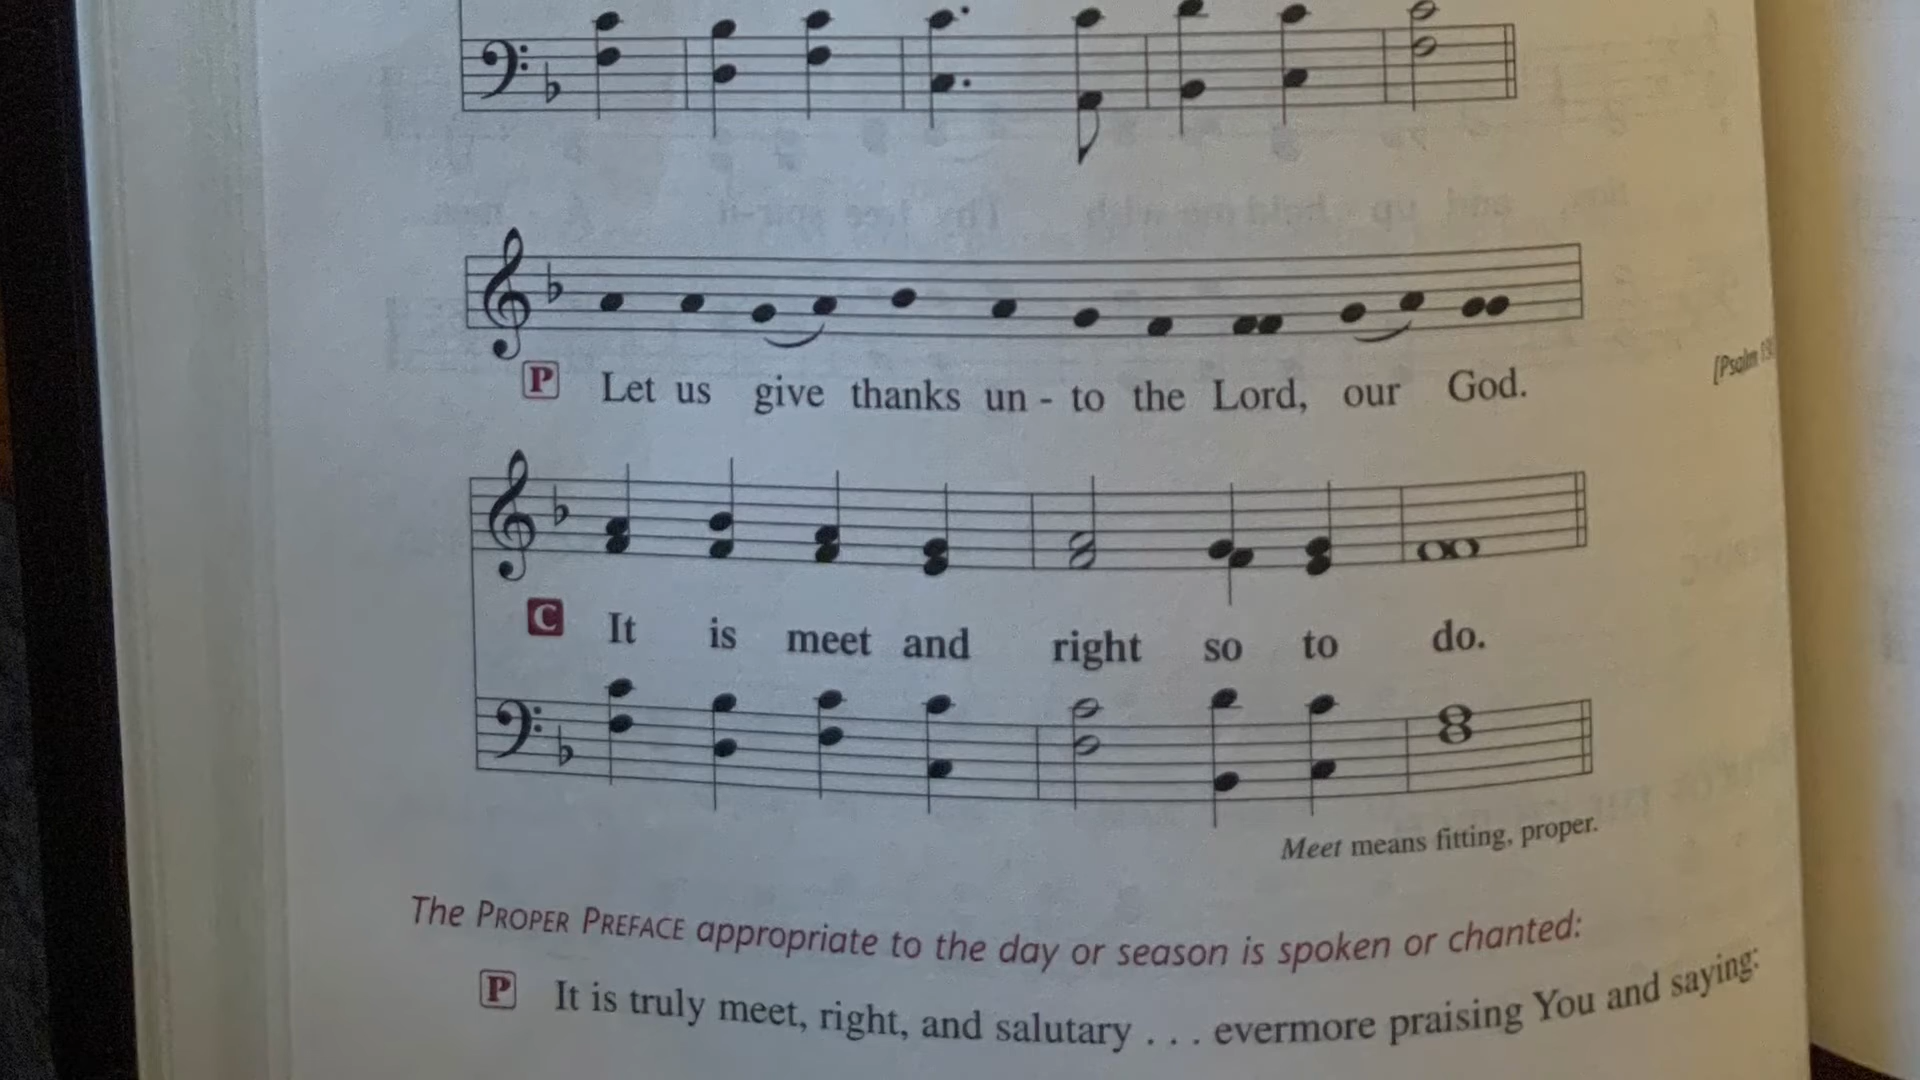 P Let us give thanks un - to the Lord, our God.
[Psalm
C It is meet and right so to do.
Meet means fitting, proper.
The PROPER PREFACE appropriate to the day or season is spoken or chanted:
P It is truly meet, right, and salutary . . . evermore praising You and saying: